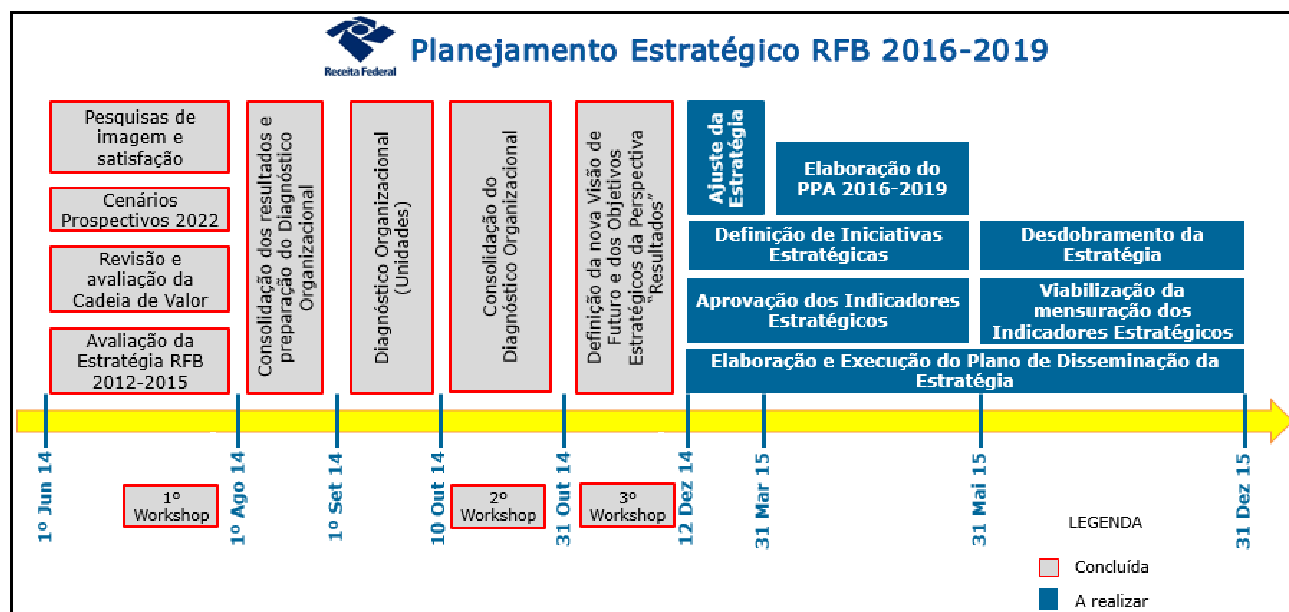 Receita Federal
Planejamento Estratégico RFB 2016-2019
Pesquisas de
imagem e
satisfação
Cenários
Prospectivos 2022
Revisão e
avaliação da
Cadeia de Valor
Avaliação da
Estratégia RFB
2012-2015
Consolidação dos resultados e
preparação do Diagnóstico
Organizacional
Diagnóstico Organizacional
(Unidades)
Consolidação do
Diagnóstico Organizacional
Definição da nova Visão de
Futuro e dos Objetivos
Estratégicos da Perspectiva
"Resultados"
Ajuste da
Estratégia
Elaboração do
PPA 2016-2019
Definição de Iniciativas
Estratégicas
Desdobramento da
Estratégia
Aprovação dos Indicadores
Estratégicos
Viabilização da
mensuração dos
Indicadores Estratégicos
Elaboração e Execução do Plano de Disseminação da
Estratégia
1º Jun 14
1º Ago 14
1º Set 14
10 Out 14
31 Out 14
12 Dez 14
31 Mar 15
31 Mai 15
31 Dez 15
1º
Workshop
2º
Workshop
3º
Workshop
LEGENDA
Concluída
A realizar